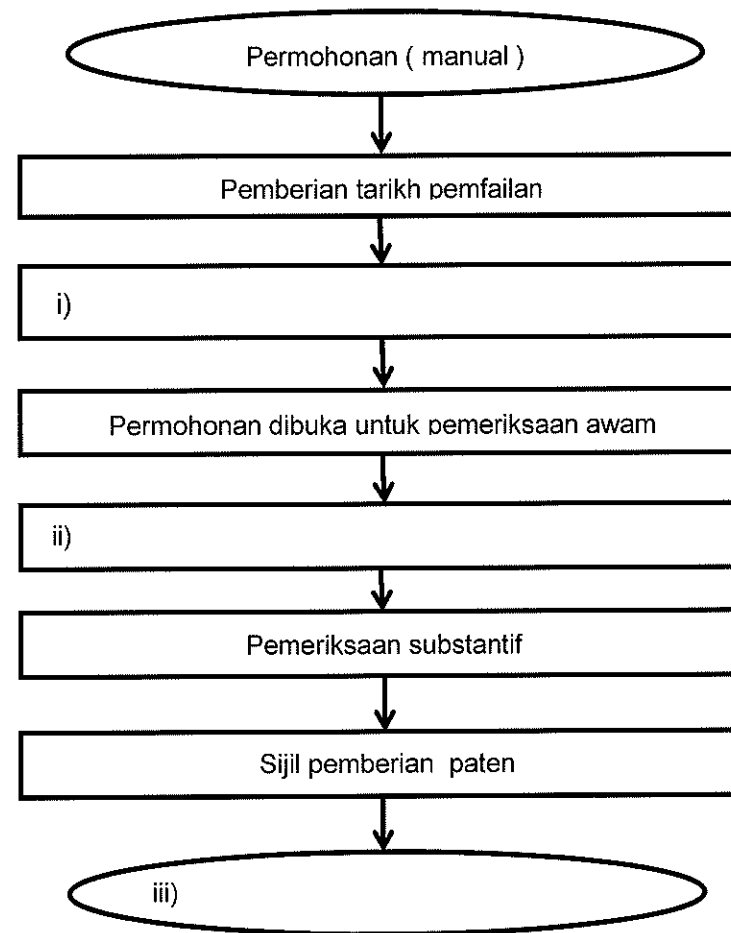 Permohonan ( manual )
Pemberian tarikh pemfailan
i)
Permohonan dibuka untuk pemeriksaan awam
ii)
Pemeriksaan substantif
Sijil pemberian paten
iii)